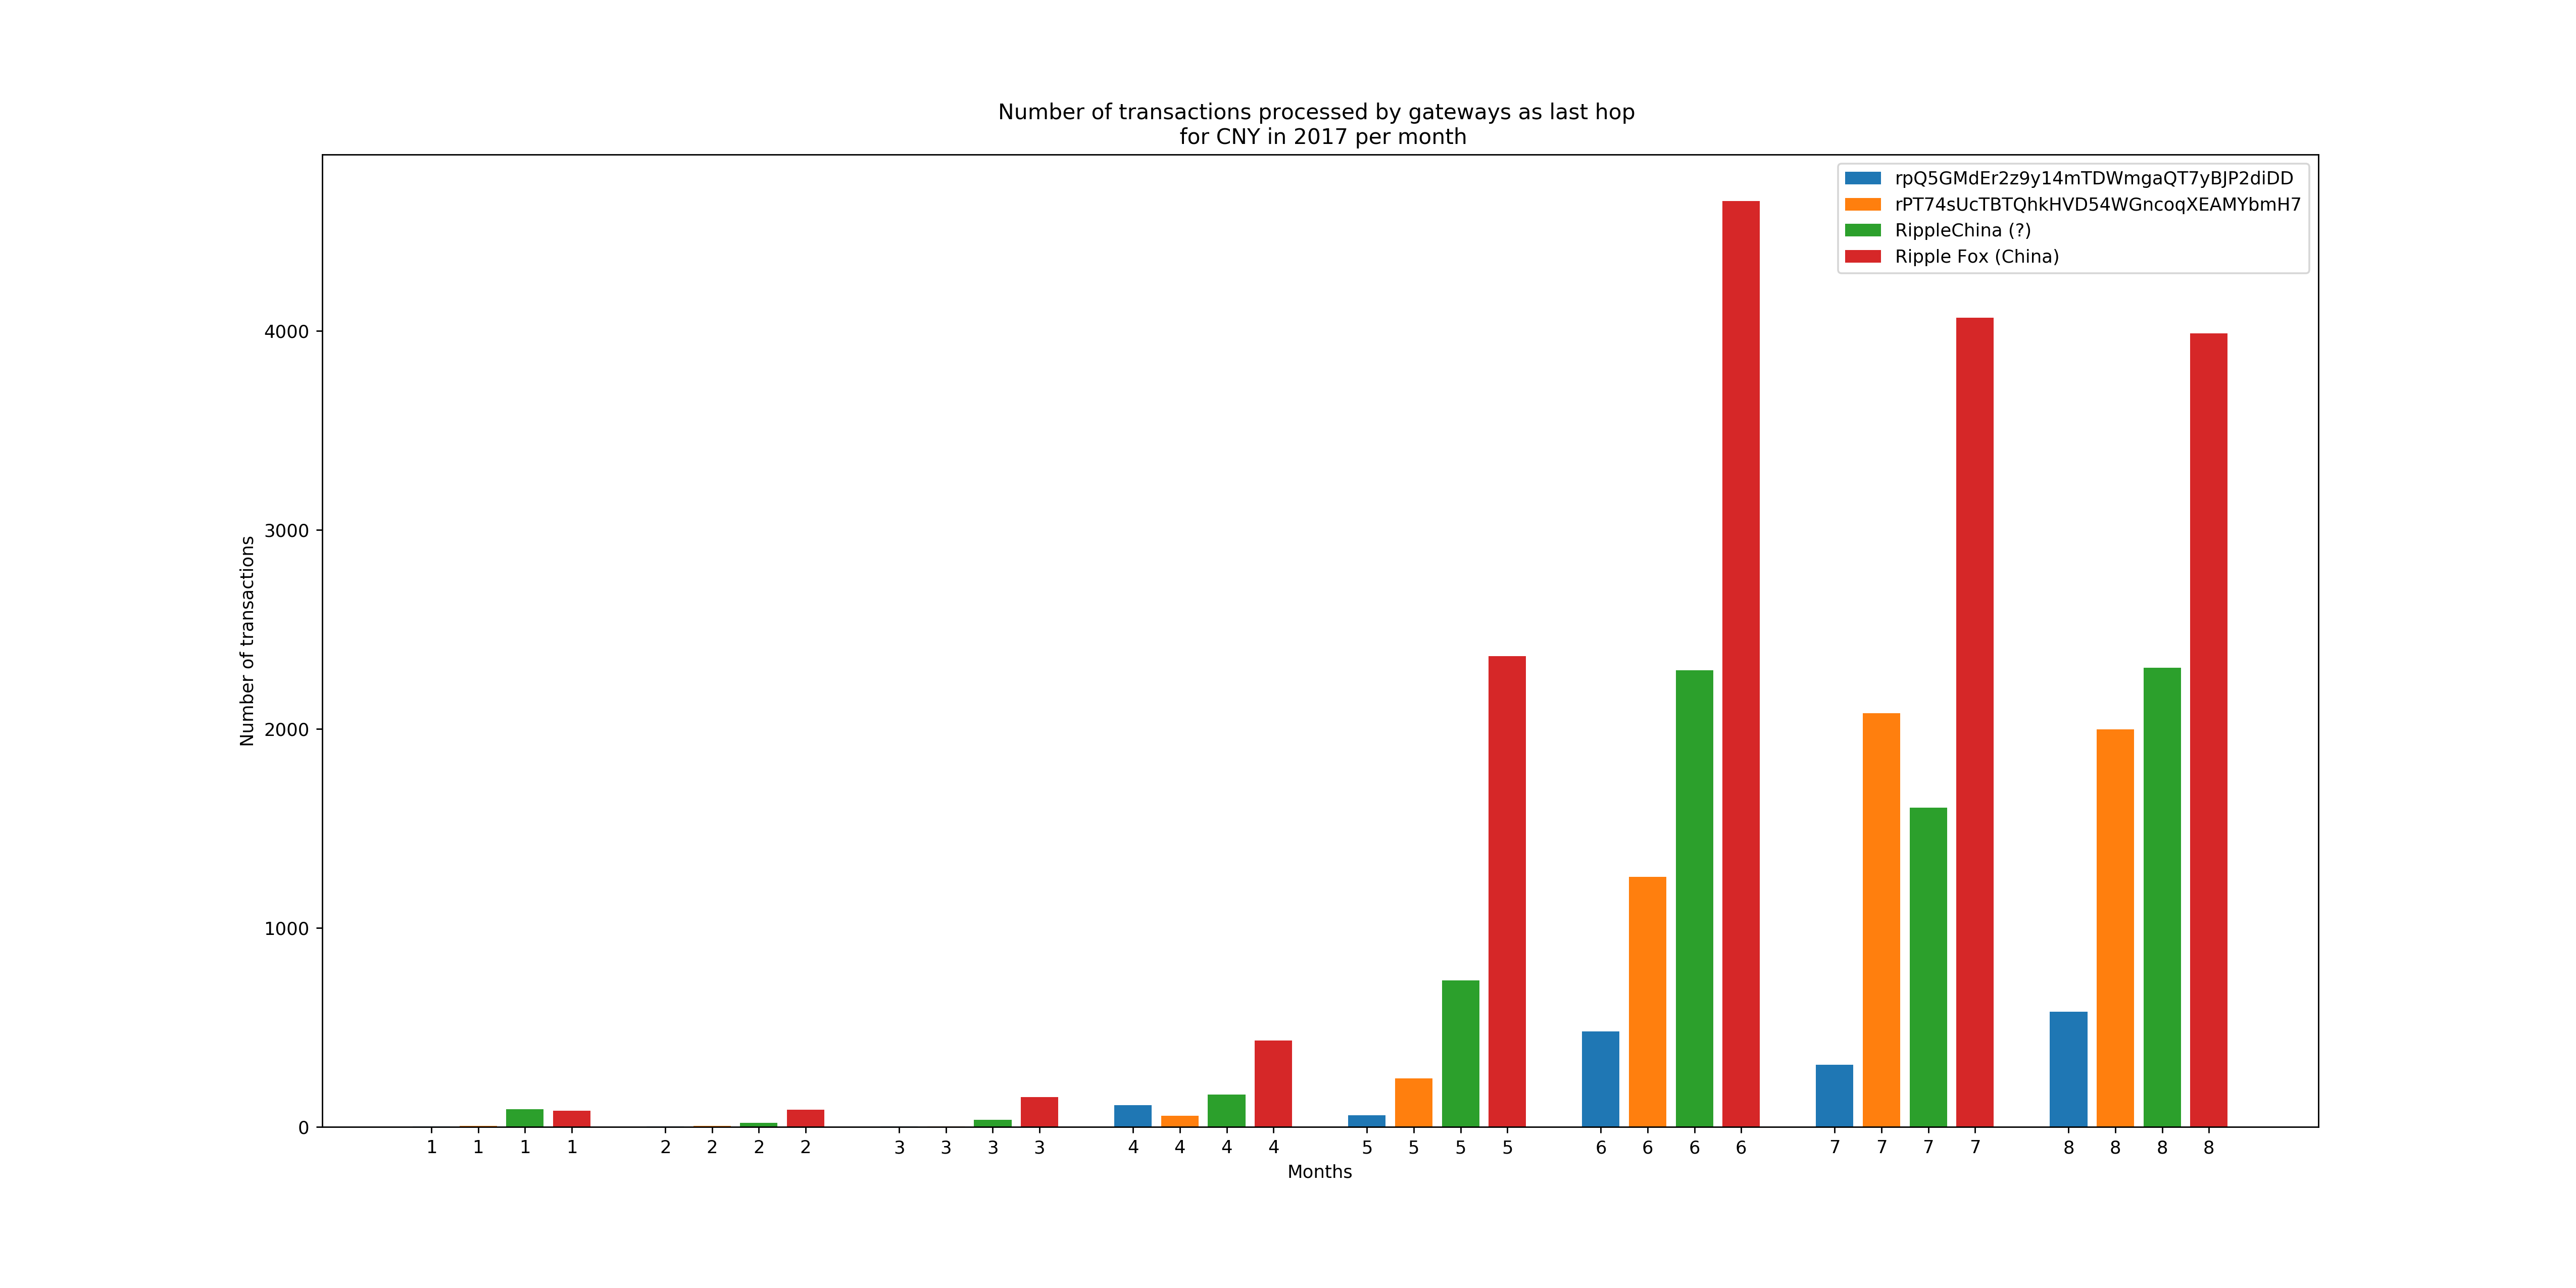 Number of transactions processed by gateways as last hop
for CNY in 2017 per month
rpQ5GMdEr2z9y14mTDWmgaQT7yBJP2diDD
rPT74sUcTBTQhkHVD54WGncoqXEAMYbmH7
RippleChina (?)
Ripple Fox (China)
Number of transactions
4000
3000
2000
1000
0
1 1 1 1 2 2 2 2 3 3 3 3 4 4 4 4 5 5 5 5 6 6 6 6 7 7 7 7 8 8 8 8
Months